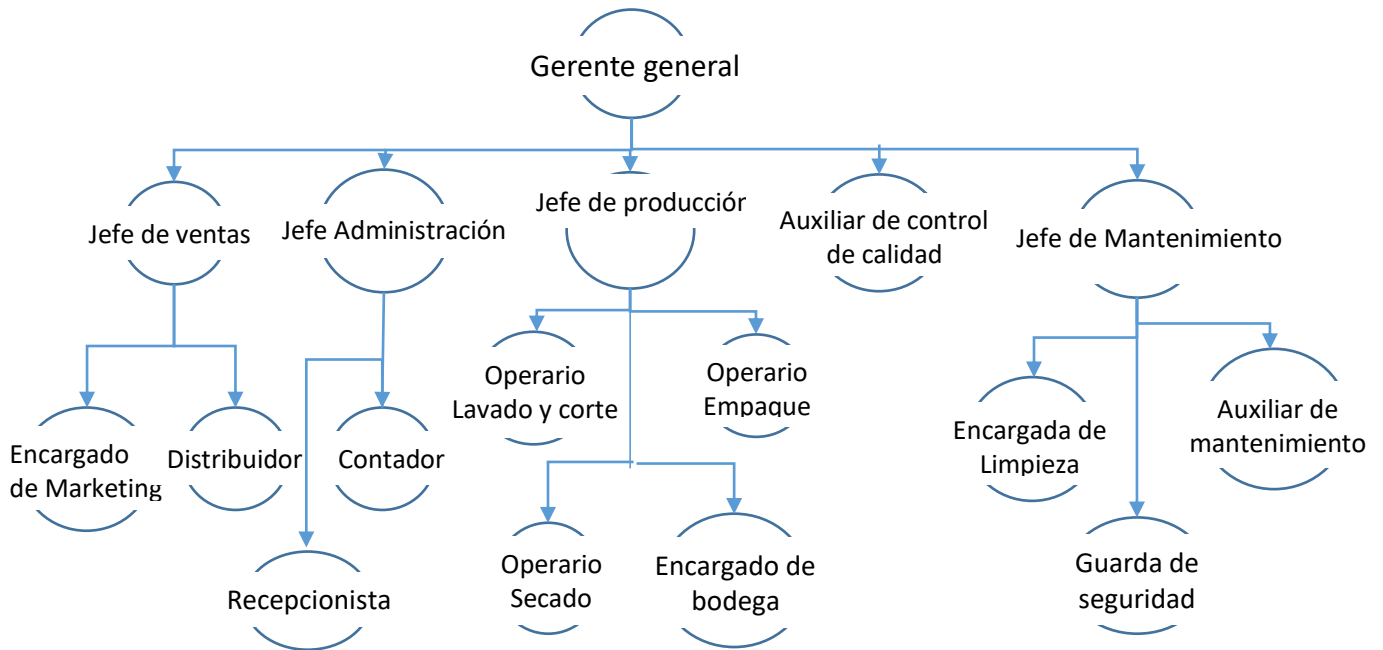 Gerente general
Jefe de ventas
Jefe Administración
Jefe de producción
Auxiliar de control
de calidad
Jefe de Mantenimiento
Encargado
de Marketing
Distribuidor
Recepcionista
Contador
Operario
Lavado y corte
Operario
Empaque
Operario
Secado
Encargado de
bodega
Encargada de
Limpieza
Guarda de
seguridad
Auxiliar de
mantenimiento